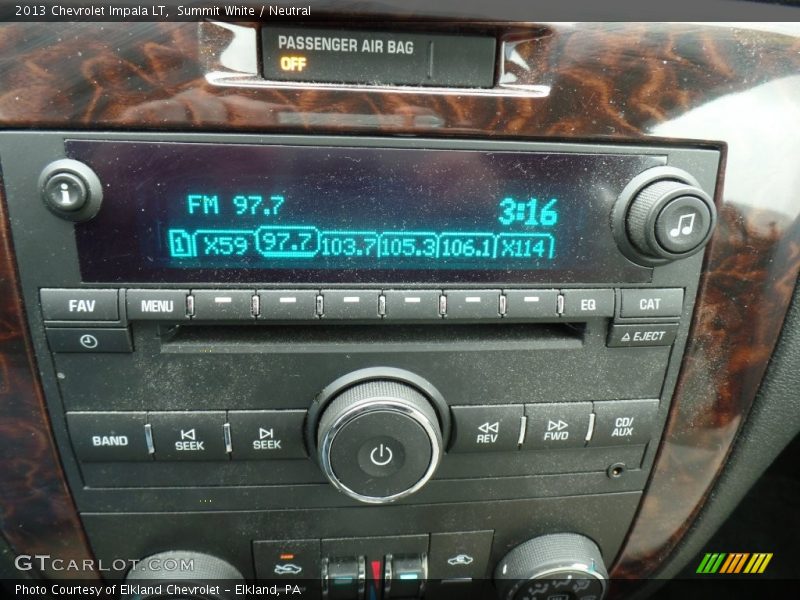 2013 Chevrolet Impala LT, Summit White / Neutral
PASSENGER AIR BAG
OFF
FM 97.7 3:16
1 X59 97.7 103.7 105.3 106.1 X114
FAV MENU EQ CAT
EJECT
BAND SEEK SEEK REV FWD CD/
AUX
GTCARLOT.COM
Photo Courtesy of Elkland Chevrolet - Elkland, PA